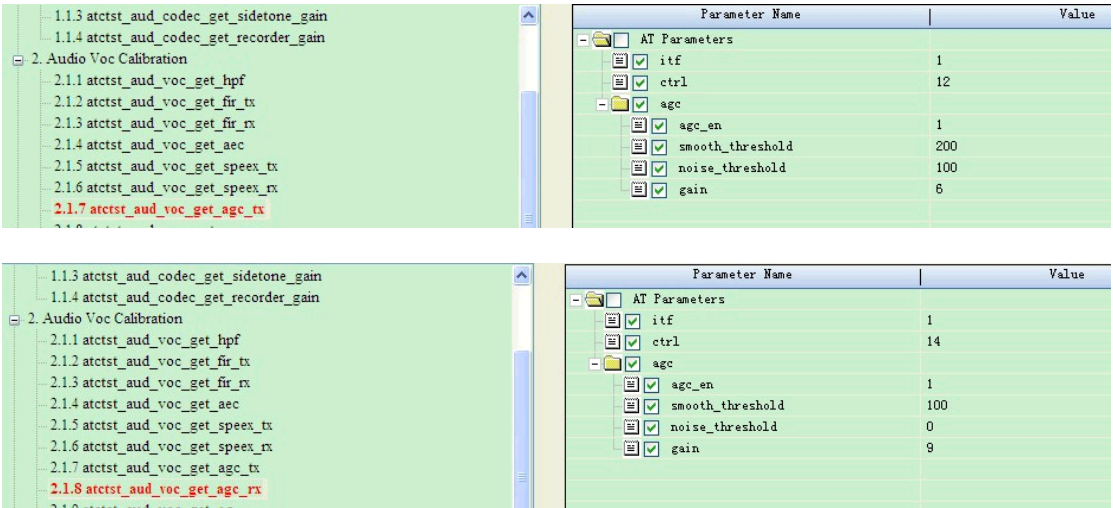 1.1.3 atctst_aud_codec_get_sidetone_gain
1.1.4 atctst_aud_codec_get_recorder_gain
2. Audio Voc Calibration
2.1.1 atctst_aud_voc_get_hpf
2.1.2 atctst_aud_voc_get_fir_tx
2.1.3 atctst_aud_voc_get_fir_rx
2.1.4 atctst_aud_voc_get_aec
2.1.5 atctst_aud_voc_get_speex_tx
2.1.6 atctst_aud_voc_get_speex_rx
2.1.7 atctst_aud_voc_get_agc_tx
Parameter Name Value
AT Parameters
itf 1
ctrl 12
agc
agc_en 1
smooth_threshold 200
noise_threshold 100
gain 6
1.1.3 atctst_aud_codec_get_sidetone_gain
1.1.4 atctst_aud_codec_get_recorder_gain
2. Audio Voc Calibration
2.1.1 atctst_aud_voc_get_hpf
2.1.2 atctst_aud_voc_get_fir_tx
2.1.3 atctst_aud_voc_get_fir_rx
2.1.4 atctst_aud_voc_get_aec
2.1.5 atctst_aud_voc_get_speex_tx
2.1.6 atctst_aud_voc_get_speex_rx
2.1.7 atctst_aud_voc_get_agc_tx
2.1.8 atctst_aud_voc_get_agc_rx
Parameter Name Value
AT Parameters
itf 1
ctrl 14
agc
agc_en 1
smooth_threshold 100
noise_threshold 0
gain 9